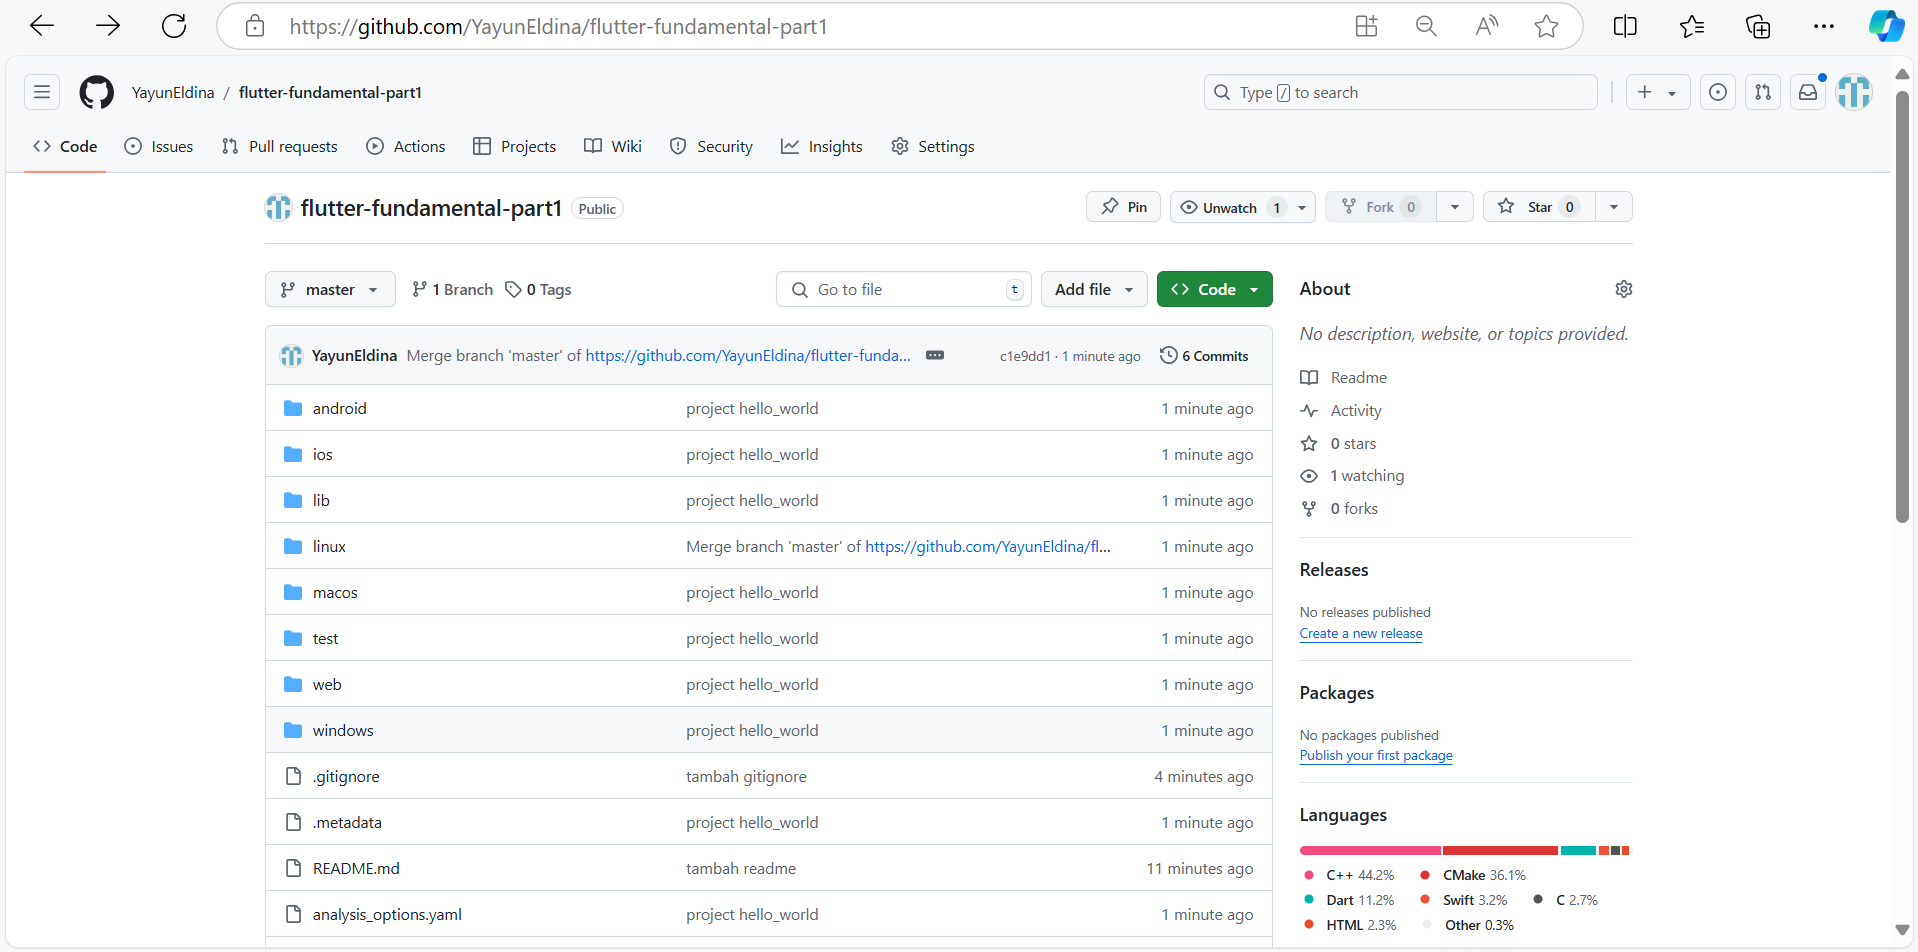 https://github.com/YayunEldina/flutter-fundamental-part1
YayunEldina / flutter-fundamental-part1
Type / to search
Code Issues Pull requests Actions Projects Wiki Insights Security Settings
flutter-fundamental-part1 Public
Pin Unwatch 1 Fork 0 Star 0
master 1 Branch 0 Tags Go to file t Add file Code
YayunEldina Merge branch 'master' of https://github.com/YayunEldina/flutter-funda... c1e9dd1 · 1 minute ago 6 Commits
android project hello_world 1 minute ago
ios project hello_world 1 minute ago
lib project hello_world 1 minute ago
linux Merge branch 'master' of https://github.com/YayunEldina/fl... 1 minute ago
macos project hello_world 1 minute ago
test project hello_world 1 minute ago
web project hello_world 1 minute ago
windows project hello_world 1 minute ago
.gitignore tambah gitignore 4 minutes ago
.metadata project hello_world 1 minute ago
README.md tambah readme 11 minutes ago
analysis_options.yaml project hello_world 1 minute ago
About
No description, website, or topics provided.
Readme
Activity
0 stars
1 watching
0 forks
Releases
No releases published
Create a new release
Packages
No packages published
Publish your first package
Languages
C++ 44.2% CMake 36.1%
Dart 11.2% Swift 3.2% C 2.7%
HTML 2.3% Other 0.3%